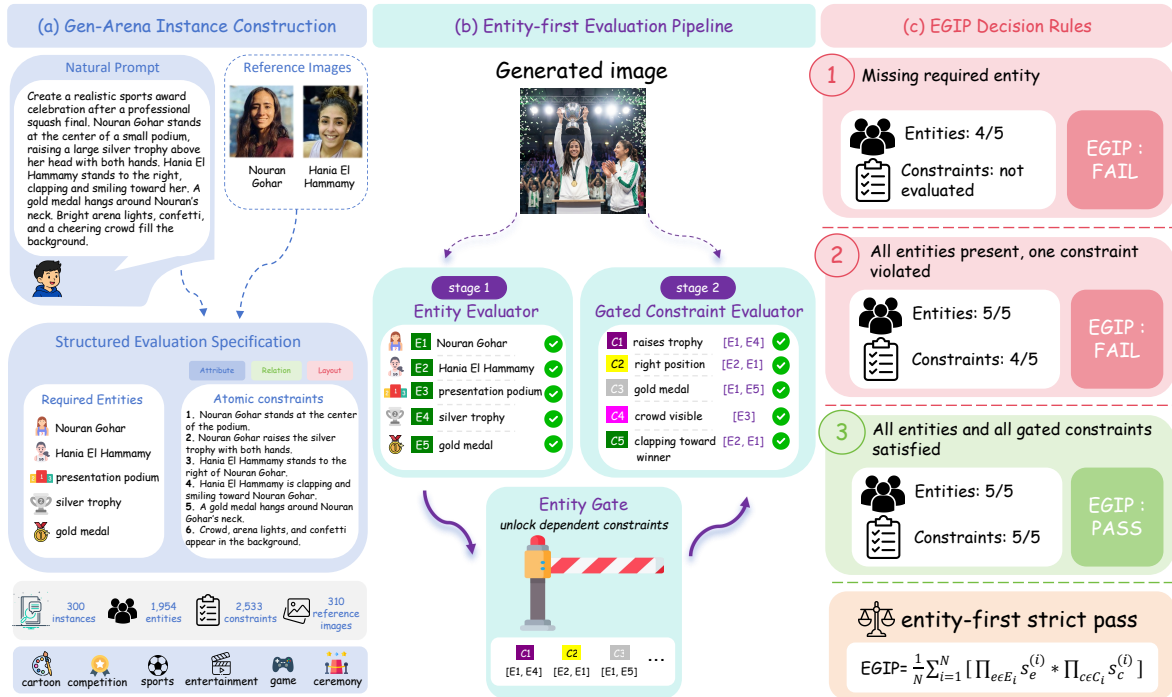 (a) Gen-Arena Instance Construction
Natural Prompt
Create a realistic sports award
celebration after a professional
squash final. Nouran Gohar stands
at the center of a small podium,
raising a large silver trophy above
her head with both hands. Hania El
Hammamy stands to the right,
clapping and smiling toward her. A
gold medal hangs around Nouran's
neck. Bright arena lights, confetti,
and a cheering crowd fill the
background.
Reference Images
Nouran
Gohar
Hania El
Hammamy
Structured Evaluation Specification
Attribute
Relation
Layout
Required Entities
Nouran Gohar
Hania El Hammamy
presentation podium
silver trophy
gold medal
Atomic constraints
1. Nouran Gohar stands at the center
of the podium.
2. Nouran Gohar raises the silver
trophy with both hands.
3. Hania El Hammamy stands to the
right of Nouran Gohar.
4. Hania El Hammamy is clapping and
smiling toward Nouran Gohar.
5. A gold medal hangs around Nouran
Gohar's neck.
6. Crowd, arena lights, and confetti
appear in the background.
300
instances
1,954
entities
2,533
constraints
310
reference
images
cartoon
competition
sports
entertainment
game
ceremony
(b) Entity-first Evaluation Pipeline
Generated image
stage 1
Entity Evaluator
E1 Nouran Gohar
E2 Hania El Hammamy
E3 presentation podium
E4 silver trophy
E5 gold medal
stage 2
Gated Constraint Evaluator
C1 raises trophy [E1, E4]
C2 right position [E2, E1]
C3 gold medal [E1, E5]
C4 crowd visible [E3]
C5 clapping toward [E2, E1]
winner
Entity Gate
unlock dependent constraints
C1 C2 C3 ...
[E1, E4] [E2, E1] [E1, E5]
(c) EGIP Decision Rules
1 Missing required entity
Entities: 4/5
Constraints: not
evaluated
EGIP :
FAIL
2 All entities present, one constraint
violated
Entities: 5/5
Constraints: 4/5
EGIP :
FAIL
3 All entities and all gated constraints
satisfied
Entities: 5/5
Constraints: 5/5
EGIP :
PASS
entity-first strict pass
EGIP= \frac{1}{N} \sum_{i=1}^{N} [ \prod_{e \epsilon E_i} s_e^{(i)} * \prod_{c \epsilon C_i} s_c^{(i)} ]